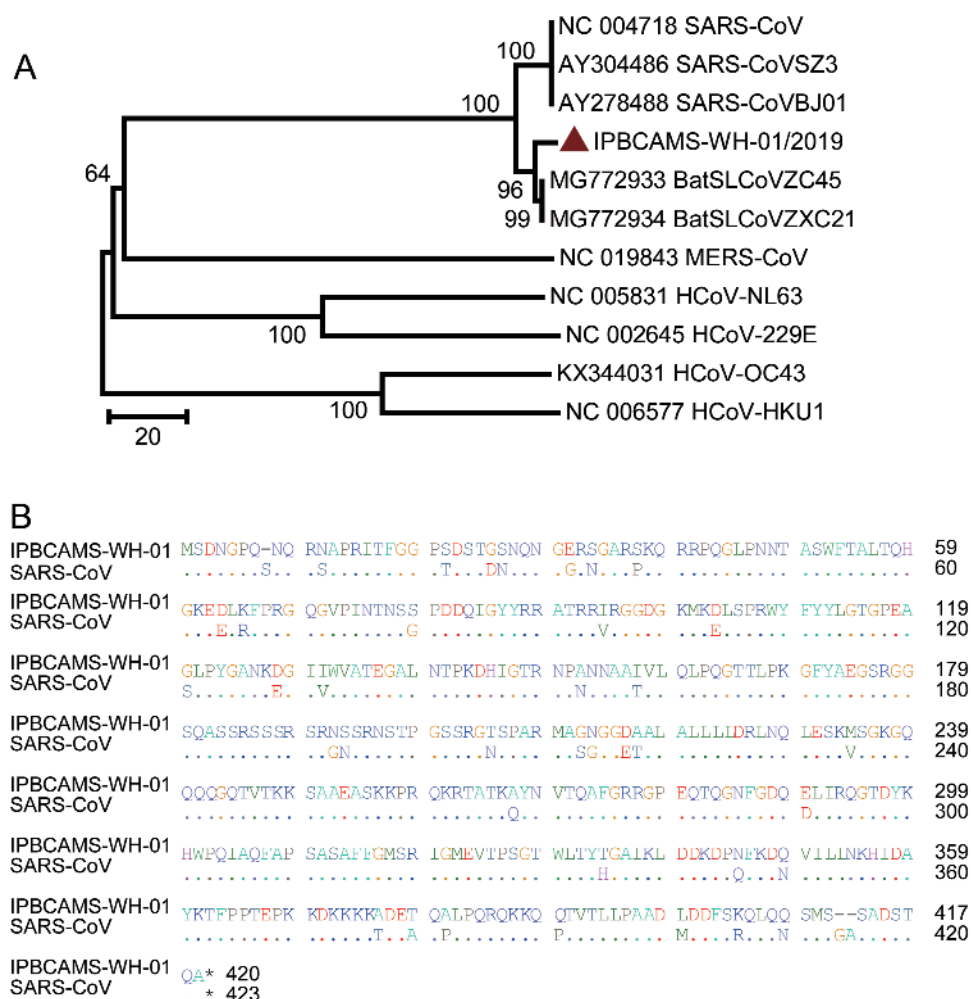 A
NC 004718 SARS-CoV
100
AY304486 SARS-CoVSZ3
100
AY278488 SARS-CoVBJ01
IPBCAMS-WH-01/2019
64
96
MG772933 BatSLCoVZC45
99
MG772934 BatSLCoVZXC21
NC 019843 MERS-CoV
NC 005831 HCoV-NL63
100
NC 002645 HCoV-229E
KX344031 HCoV-OC43
100
NC 006577 HCoV-HKU1
20
B
IPBCAMS-WH-01 MSDNGPQ-NQ RNAPRITFGG PSDSTGSNQN GERSGARSKQ RRPQGLPNNT ASWFTALTQH 59
SARS-CoV .......S.. .N........ .T...DN... .G.N...P.. .......... .......... 60
IPBCAMS-WH-01 GKEDLKFPRG QGVPINTNSS PDDQIGYYRR ATRRIRGGDG KMKDLSPRWY FYYLGTGPEA 119
SARS-CoV ...E.R.... .........G .......... ....V..... ...E...... .......... 120
IPBCAMS-WH-01 GLPYGANKDG IIWVATEGAL NTPKDHIGTR NPANNAAIVL QLPQGTTLPK GFYAEGSRGG 179
SARS-CoV S.......E. .V........ .......... ..N....T.. .......... .......... 180
IPBCAMS-WH-01 SQASSRSSSR SRNSSRNSTP GSSRGTSPAR MAGNGGDAAL ALLLLDRLNQ LESKMSGKGQ 239
SARS-CoV .......... ..GN...... .....N.... ..SG..ET.. .......... ....V..... 240
IPBCAMS-WH-01 QQQGQTVTKK SAAEASKKPR QKRTATKAYN VTQAFGRRGP EQTQGNFGDQ ELIRQGTDYK 299
SARS-CoV .......... .......... .......Q.. .......... .......... D......... 300
IPBCAMS-WH-01 HWPQIAQFAP SASAFFGMSR IGMEVTPSGT WLTYTGAIKL DDKDPNFKDQ VILLNKHIDA 359
SARS-CoV .......... .......... .......... ....H..... .....Q...N .......... 360
IPBCAMS-WH-01 YKTFPPTEPK KDKKKKADET QALPQRQKKQ QTVTLLPAAD LDDFSKQLQQ SMS--SADST 417
SARS-CoV .......... ......T..A .P........ P......... M....R...N ...GA..... 420
IPBCAMS-WH-01 QA* 420
SARS-CoV * 423